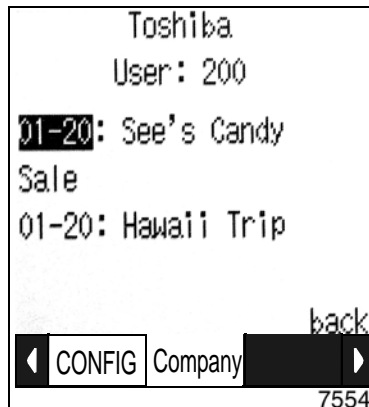 Toshiba
User: 200
01-20: See's Candy
Sale
01-20: Hawaii Trip
back
CONFIG Company
7554